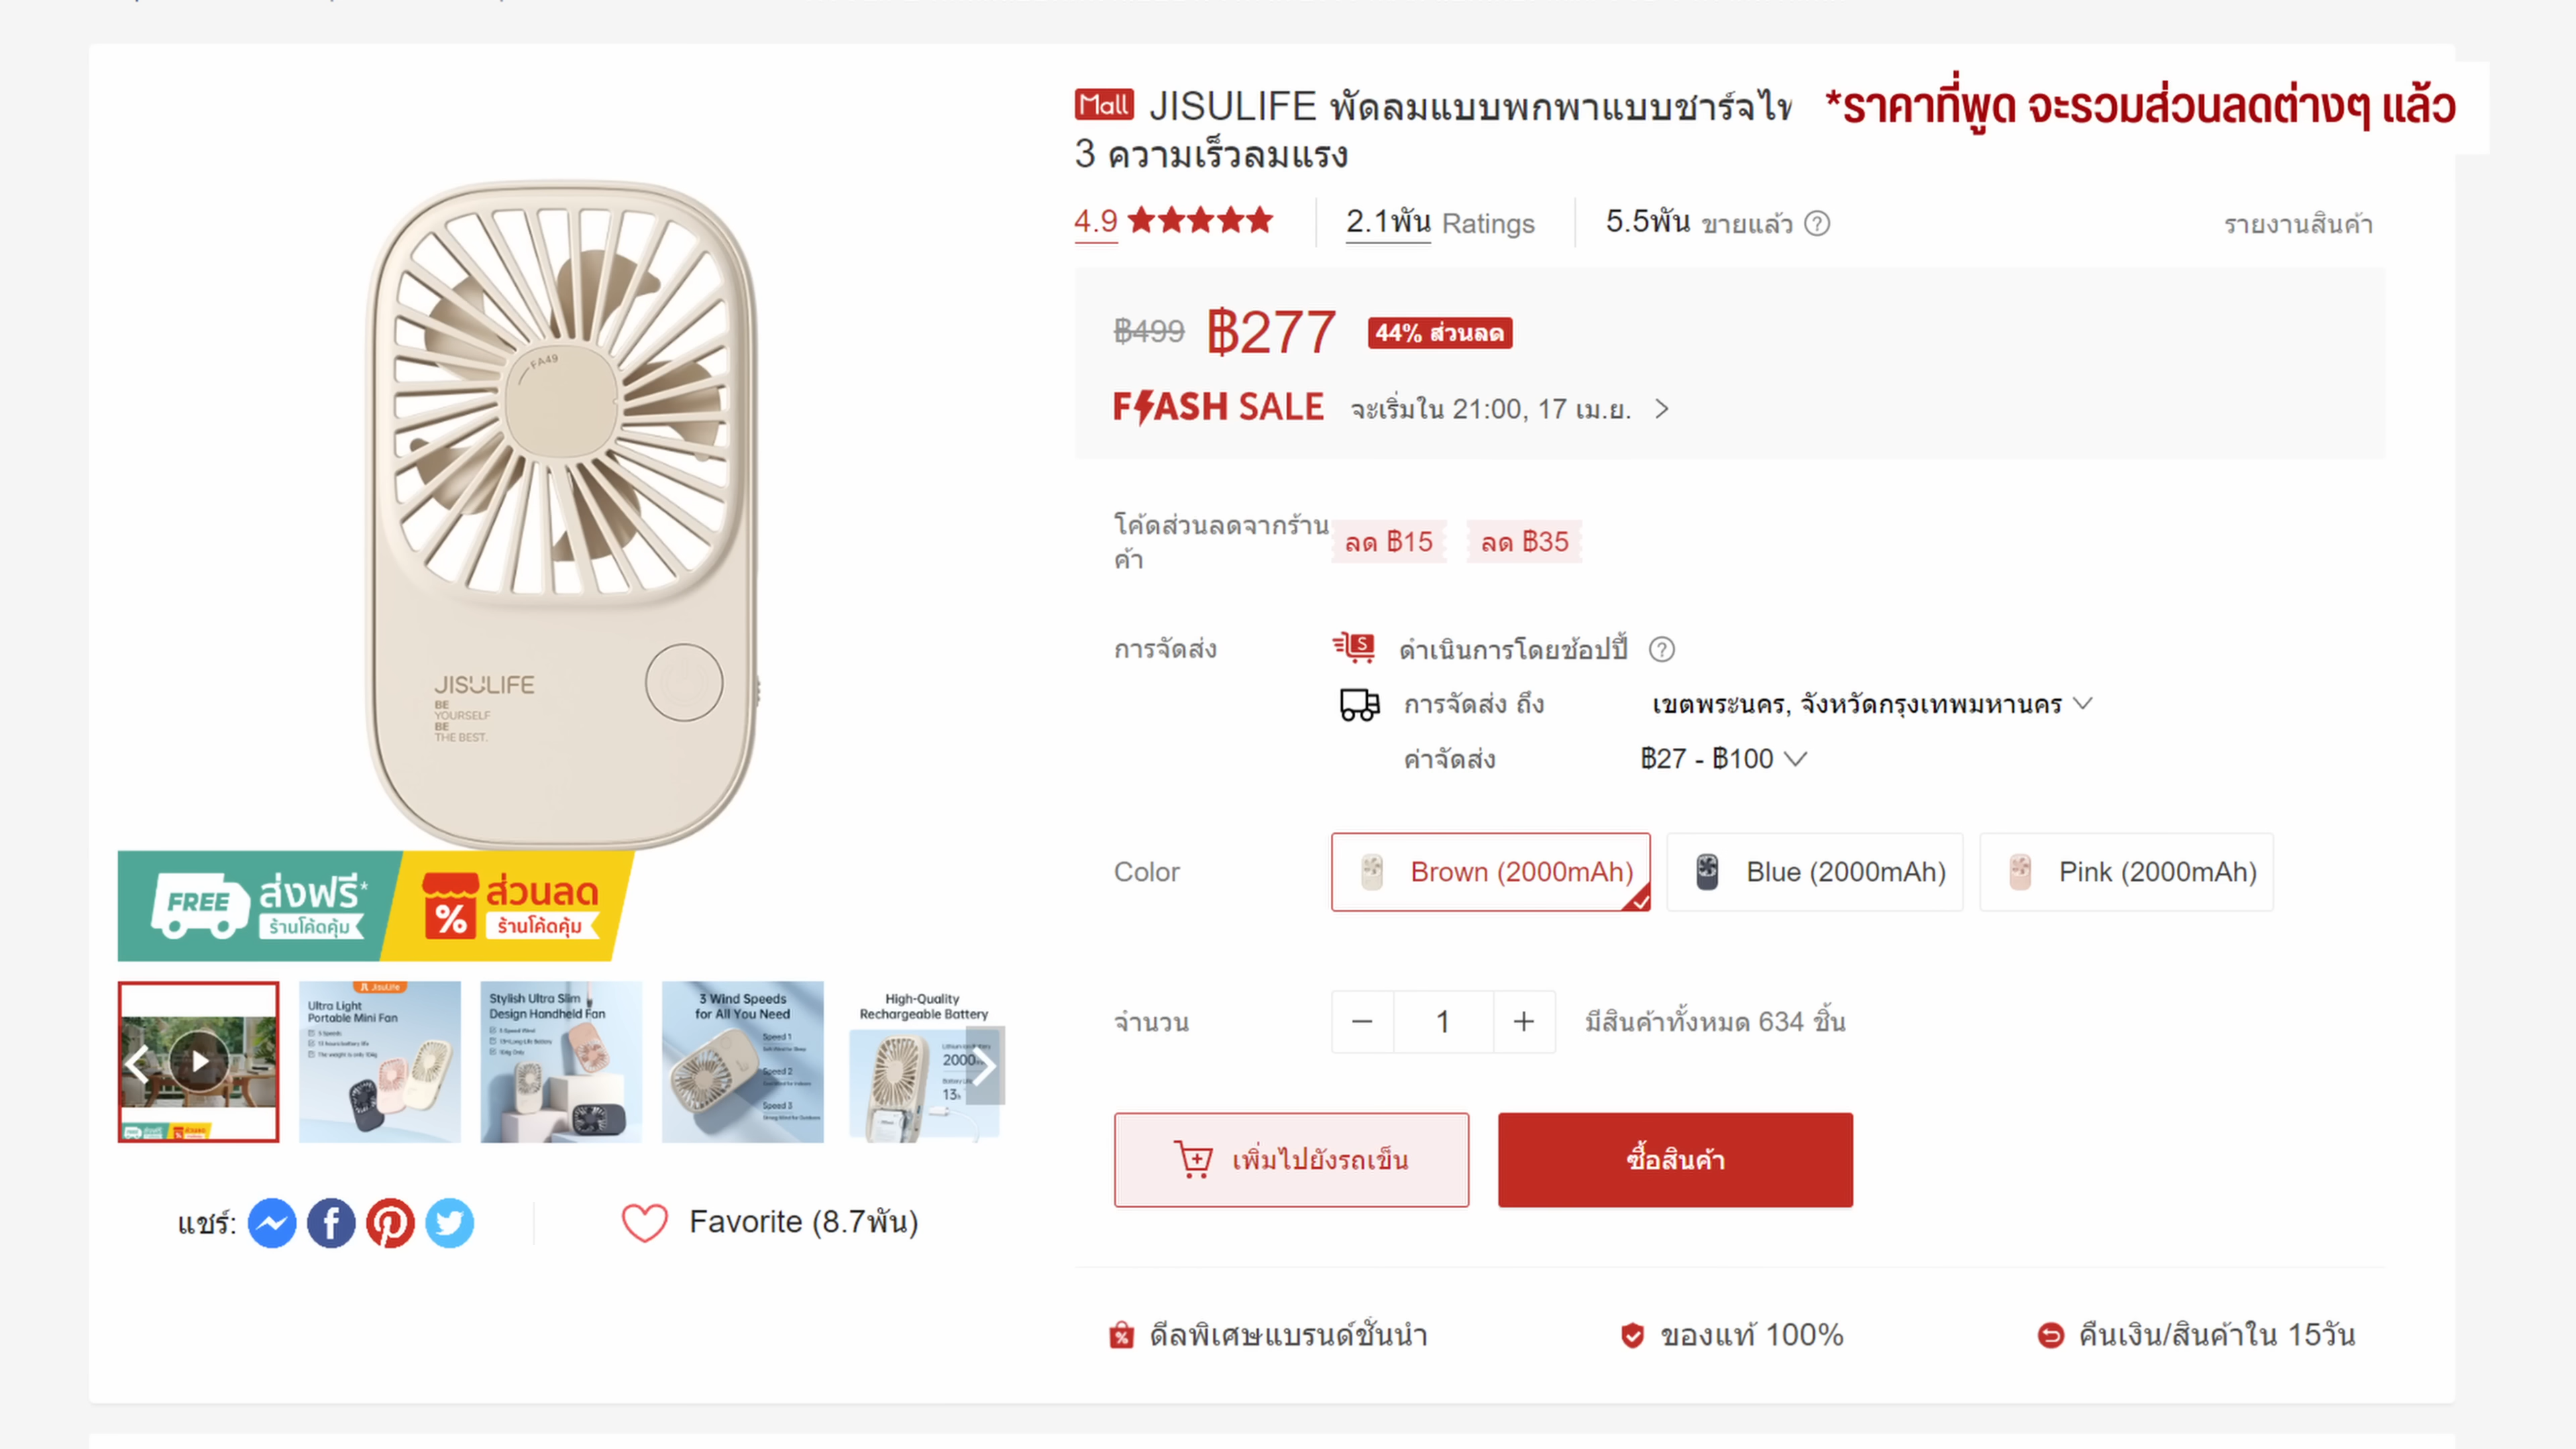 Mall JISULIFE พัดลมแบบพกพาแบบชาร์จไฟ
*ราคาที่พูด จะรวมส่วนลดต่างๆ แล้ว
3 ความเร็วลมแรง
4.9
2.1พัน Ratings
5.5พัน ขายแล้ว ?
รายงานสินค้า
฿499 ฿277 44% ส่วนลด
FLASH SALE จะเริ่มใน 21:00, 17 เม.ย.
FA49
JISULIFE
BE
YOURSELF
BE
THE BEST.
โค้ดส่วนลดจากร้าน
ค้า
ลด ฿15
ลด ฿35
การจัดส่ง
ดำเนินการโดยช้อปปี้ ?
การจัดส่ง ถึง เขตพระนคร, จังหวัดกรุงเทพมหานคร
ค่าจัดส่ง ฿27 - ฿100
Color
Brown (2000mAh)
Blue (2000mAh)
Pink (2000mAh)
FREE ส่งฟรี*
ร้านโค้ดคุ้ม
% ส่วนลด
ร้านโค้ดคุ้ม
JisuLife
Ultra Light
Portable Mini Fan
3 Speeds
13 hours battery life
Stylish Ultra Slim
Design Handheld Fan
3 Wind Speeds
for All You Need
Speed 1
Speed 2
Speed 3
High-Quality
Rechargeable Battery
2000
13h
จำนวน
− 1 +
มีสินค้าทั้งหมด 634 ชิ้น
เพิ่มไปยังรถเข็น
ซื้อสินค้า
แชร์:
Favorite (8.7พัน)
ดีลพิเศษแบรนด์ชั้นนำ
ของแท้ 100%
คืนเงิน/สินค้าใน 15วัน